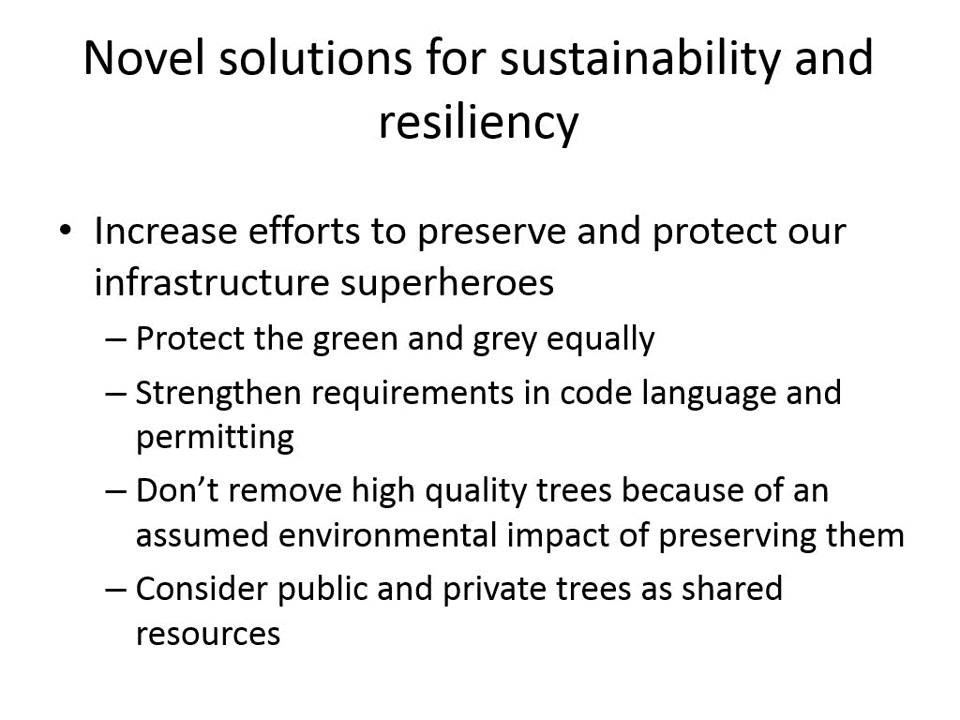 Novel solutions for sustainability and
resiliency
• Increase efforts to preserve and protect our
infrastructure superheroes
– Protect the green and grey equally
– Strengthen requirements in code language and
permitting
– Don’t remove high quality trees because of an
assumed environmental impact of preserving them
– Consider public and private trees as shared
resources